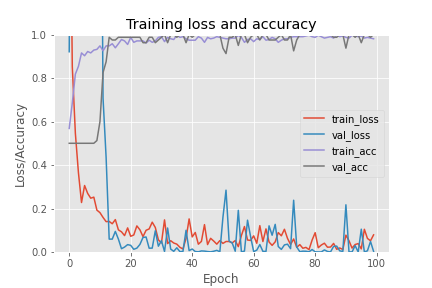 Training loss and accuracy
1.0
0.8
0.6
0.4
0.2
0.0
Loss/Accuracy
train_loss
val_loss
train_acc
val_acc
0
20
40
60
80
100
Epoch